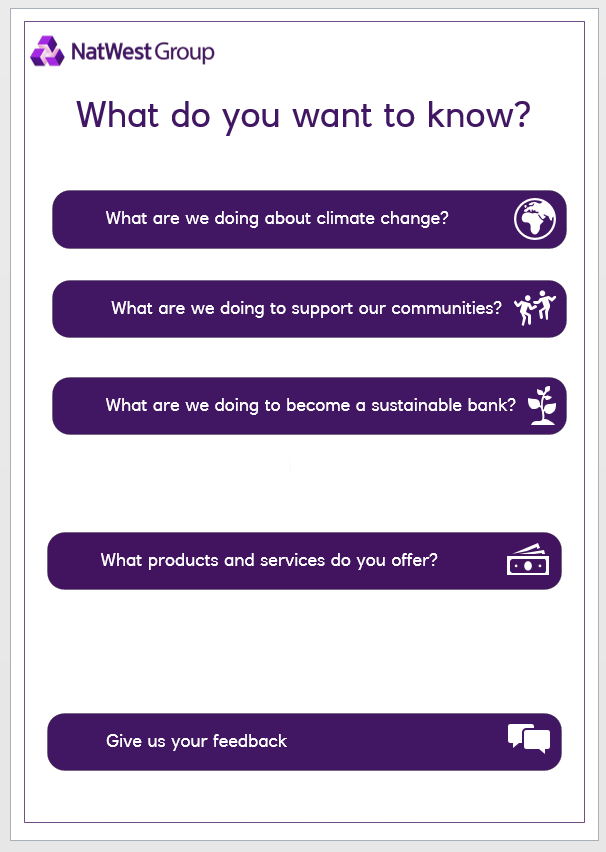 NatWest Group
What do you want to know?
What are we doing about climate change?
What are we doing to support our communities?
What are we doing to become a sustainable bank?
What products and services do you offer?
Give us your feedback